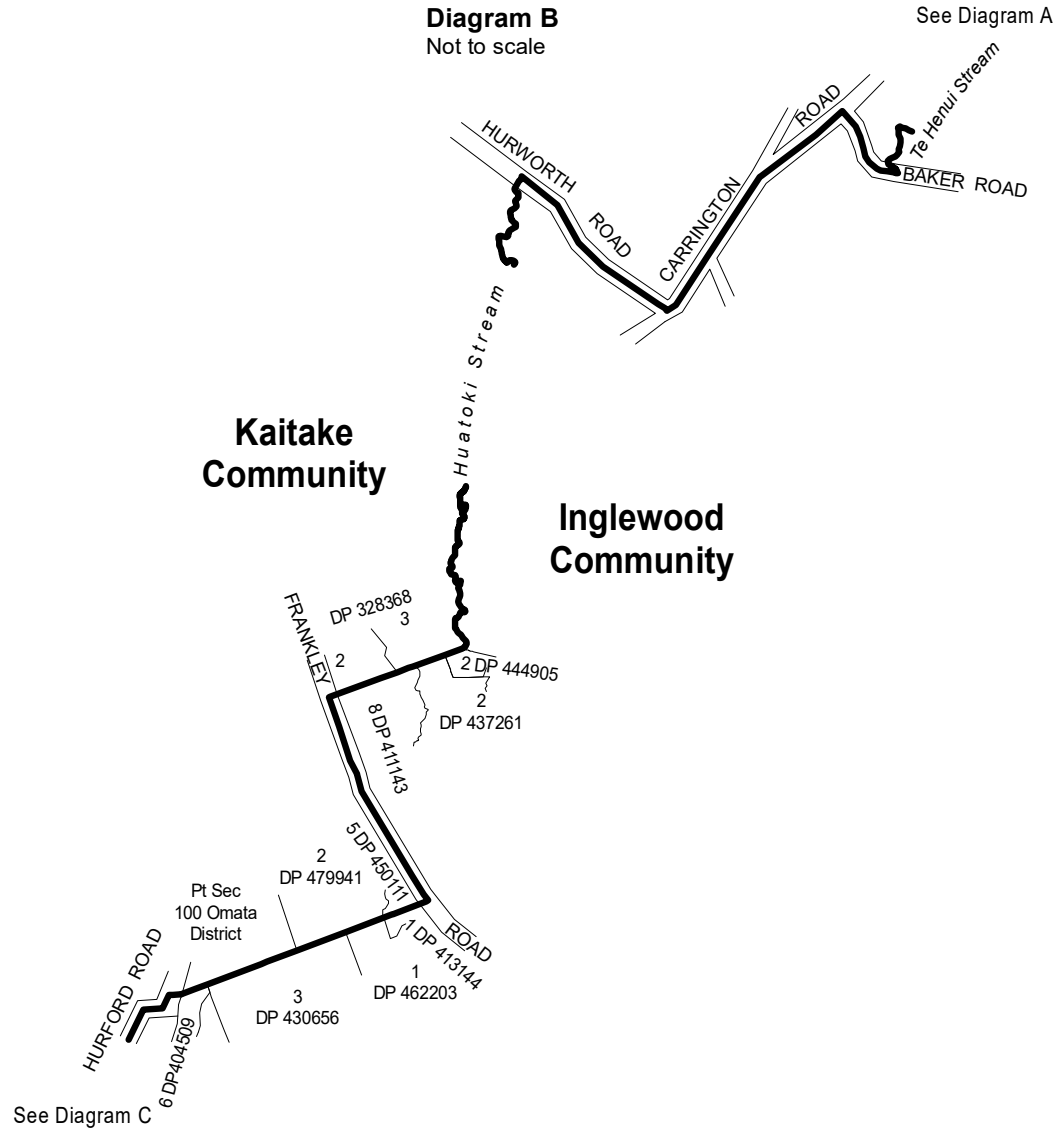 Diagram B
Not to scale
See Diagram A
Te Henui Stream
ROAD
HURWORTH
ROAD
CARRINGTON
BAKER ROAD
Huatoki Stream
Kaitake
Community
Inglewood
Community
FRANKLEY
DP 328368
3
2
2 DP 444905
2
DP 437261
8 DP 411143
5 DP 450111
2
DP 479941
Pt Sec
100 Omata
District
ROAD
1 DP 413144
1
DP 462203
3
DP 430656
HURFORD ROAD
6 DP404509
See Diagram C